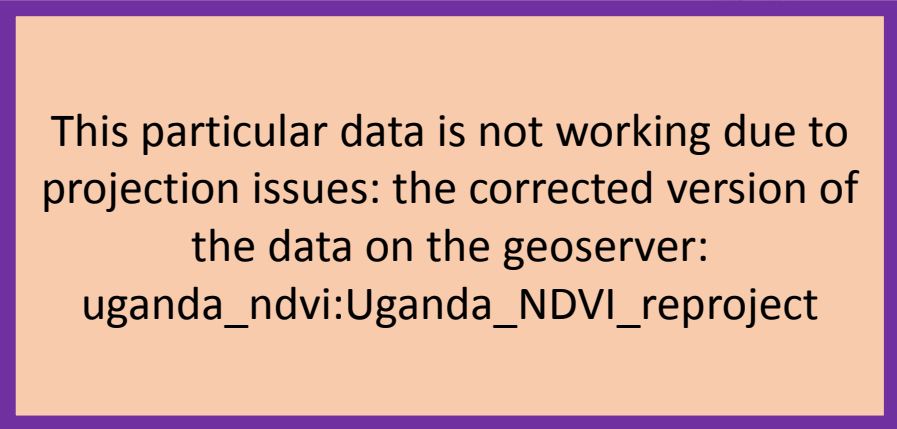 This particular data is not working due to
projection issues: the corrected version of
the data on the geoserver:
uganda_ndvi:Uganda_NDVI_reproject